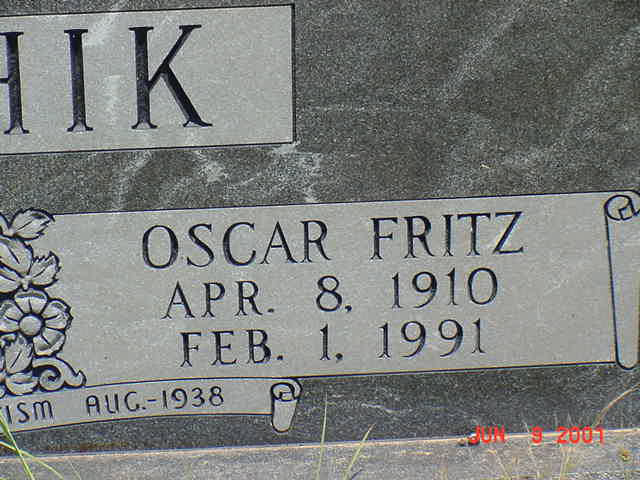 HIK
OSCAR FRITZ
APR. 8, 1910
FEB. 1, 1991
ISM AUG.-1938
JUN 9 2001